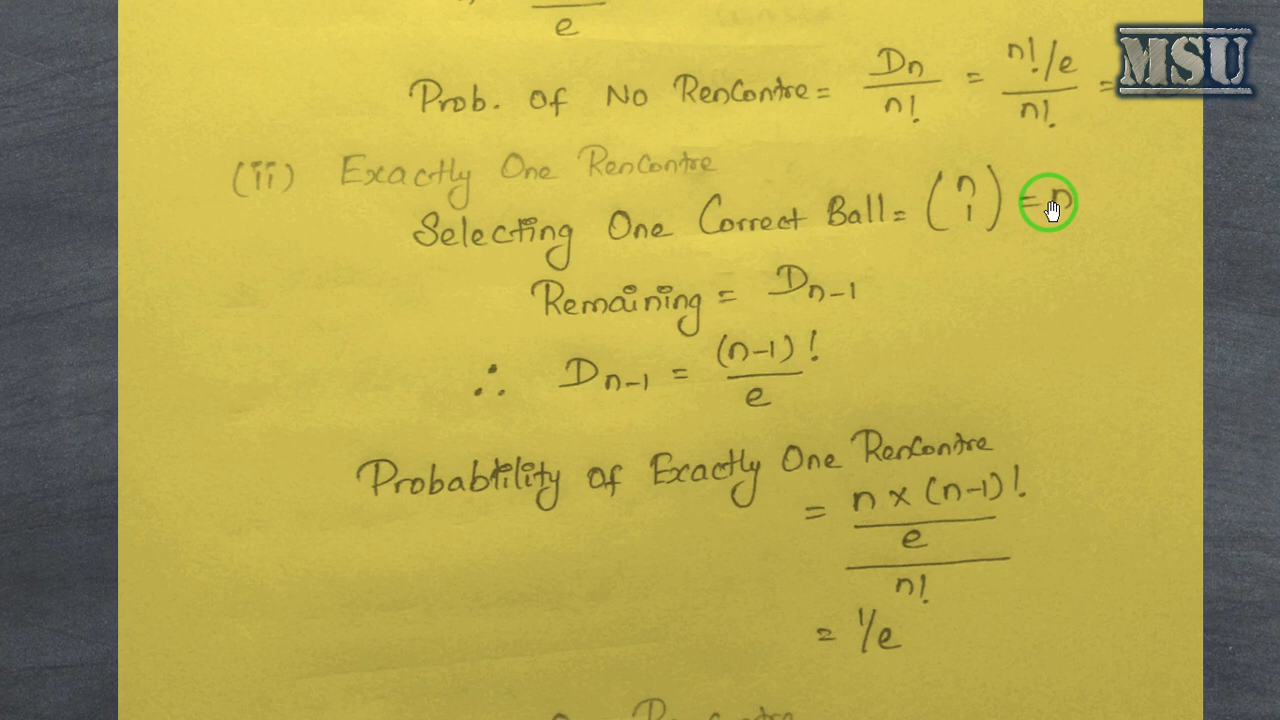 e
MSU
Prob. of No Rencontre = Dn/n! = n!/e/n! =
(ii) Exactly One Rencontre
Selecting One Correct Ball = (n 1) = n
Remaining = Dn-1
∴ Dn-1 = (n-1)!/e
Probability of Exactly One Rencontre
= n × (n-1)!/e/n!
= 1/e
Rencontre